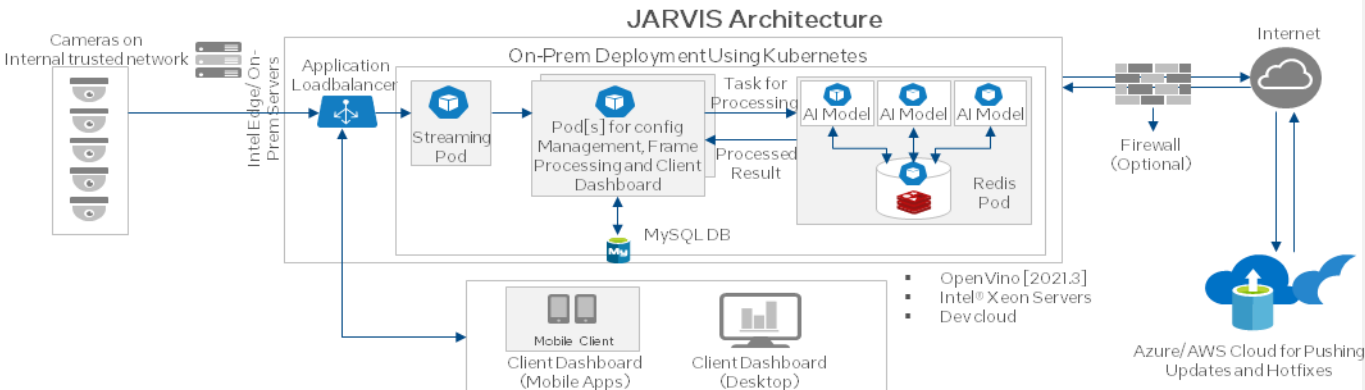 JARVIS Architecture
Cameras on
Internal trusted network
Intel Edge/ On-
Prem Servers
On-Prem Deployment Using Kubernetes
Application
Loadbalancer
Streaming
Pod
Pod[s] for config
Management, Frame
Processing and Client
Dashboard
Task for
Processing
Processed
Result
AI Model
AI Model
AI Model
Redis
Pod
My
MySQL DB
Internet
Firewall
(Optional)
▪ OpenVino [2021.3]
▪ Intel® Xeon Servers
▪ Dev cloud
Mobile Client
Client Dashboard
(Mobile Apps)
Client Dashboard
(Desktop)
Azure/AWS Cloud for Pushing
Updates and Hotfixes